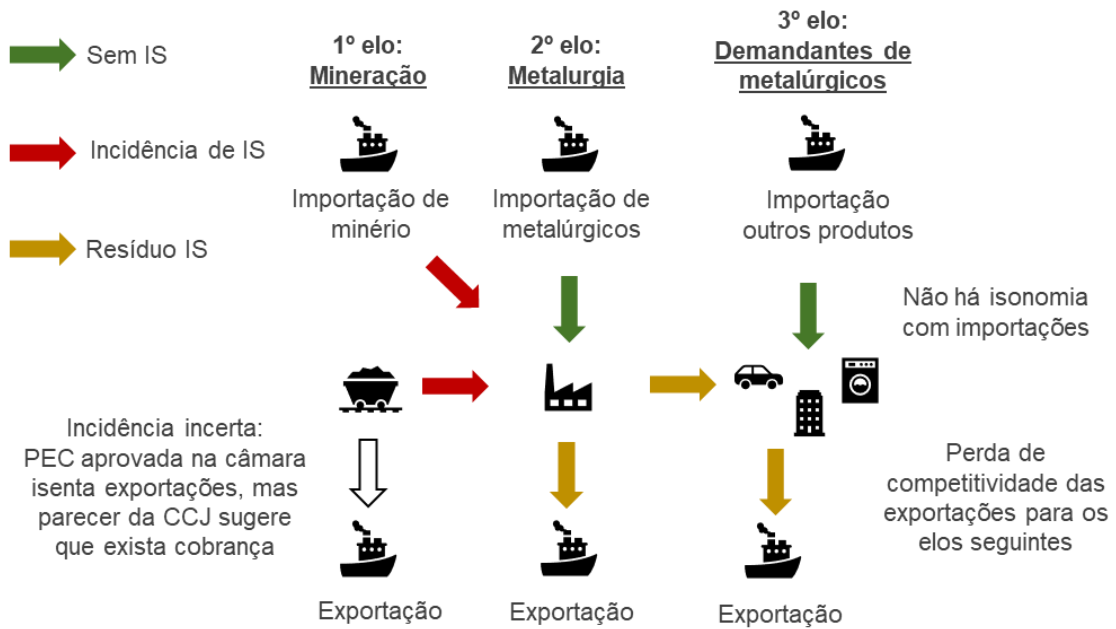 Sem IS
Incidência de IS
Resíduo IS
1º elo:
Mineração
2º elo:
Metalurgia
3º elo:
Demandantes de
metalúrgicos
Importação de
minério
Importação de
metalúrgicos
Importação
outros produtos
Não há isonomia
com importações
Incidência incerta:
PEC aprovada na câmara
isenta exportações, mas
parecer da CCJ sugere
que exista cobrança
Perda de
competitividade das
exportações para os
elos seguintes
Exportação
Exportação
Exportação